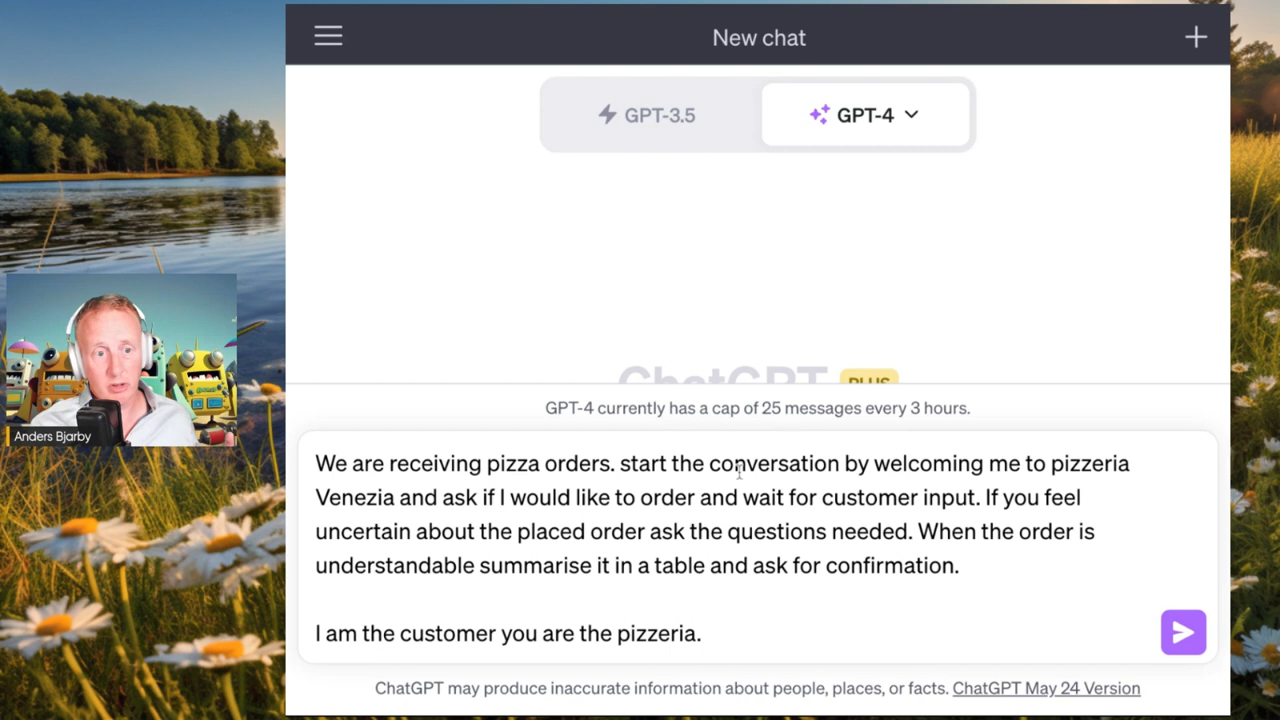 New chat
GPT-3.5
GPT-4
ChatGPT PLUS
GPT-4 currently has a cap of 25 messages every 3 hours.
We are receiving pizza orders. start the conversation by welcoming me to pizzeria
Venezia and ask if I would like to order and wait for customer input. If you feel
uncertain about the placed order ask the questions needed. When the order is
understandable summarise it in a table and ask for confirmation.
I am the customer you are the pizzeria.
Anders Bjarby
ChatGPT may produce inaccurate information about people, places, or facts. ChatGPT May 24 Version